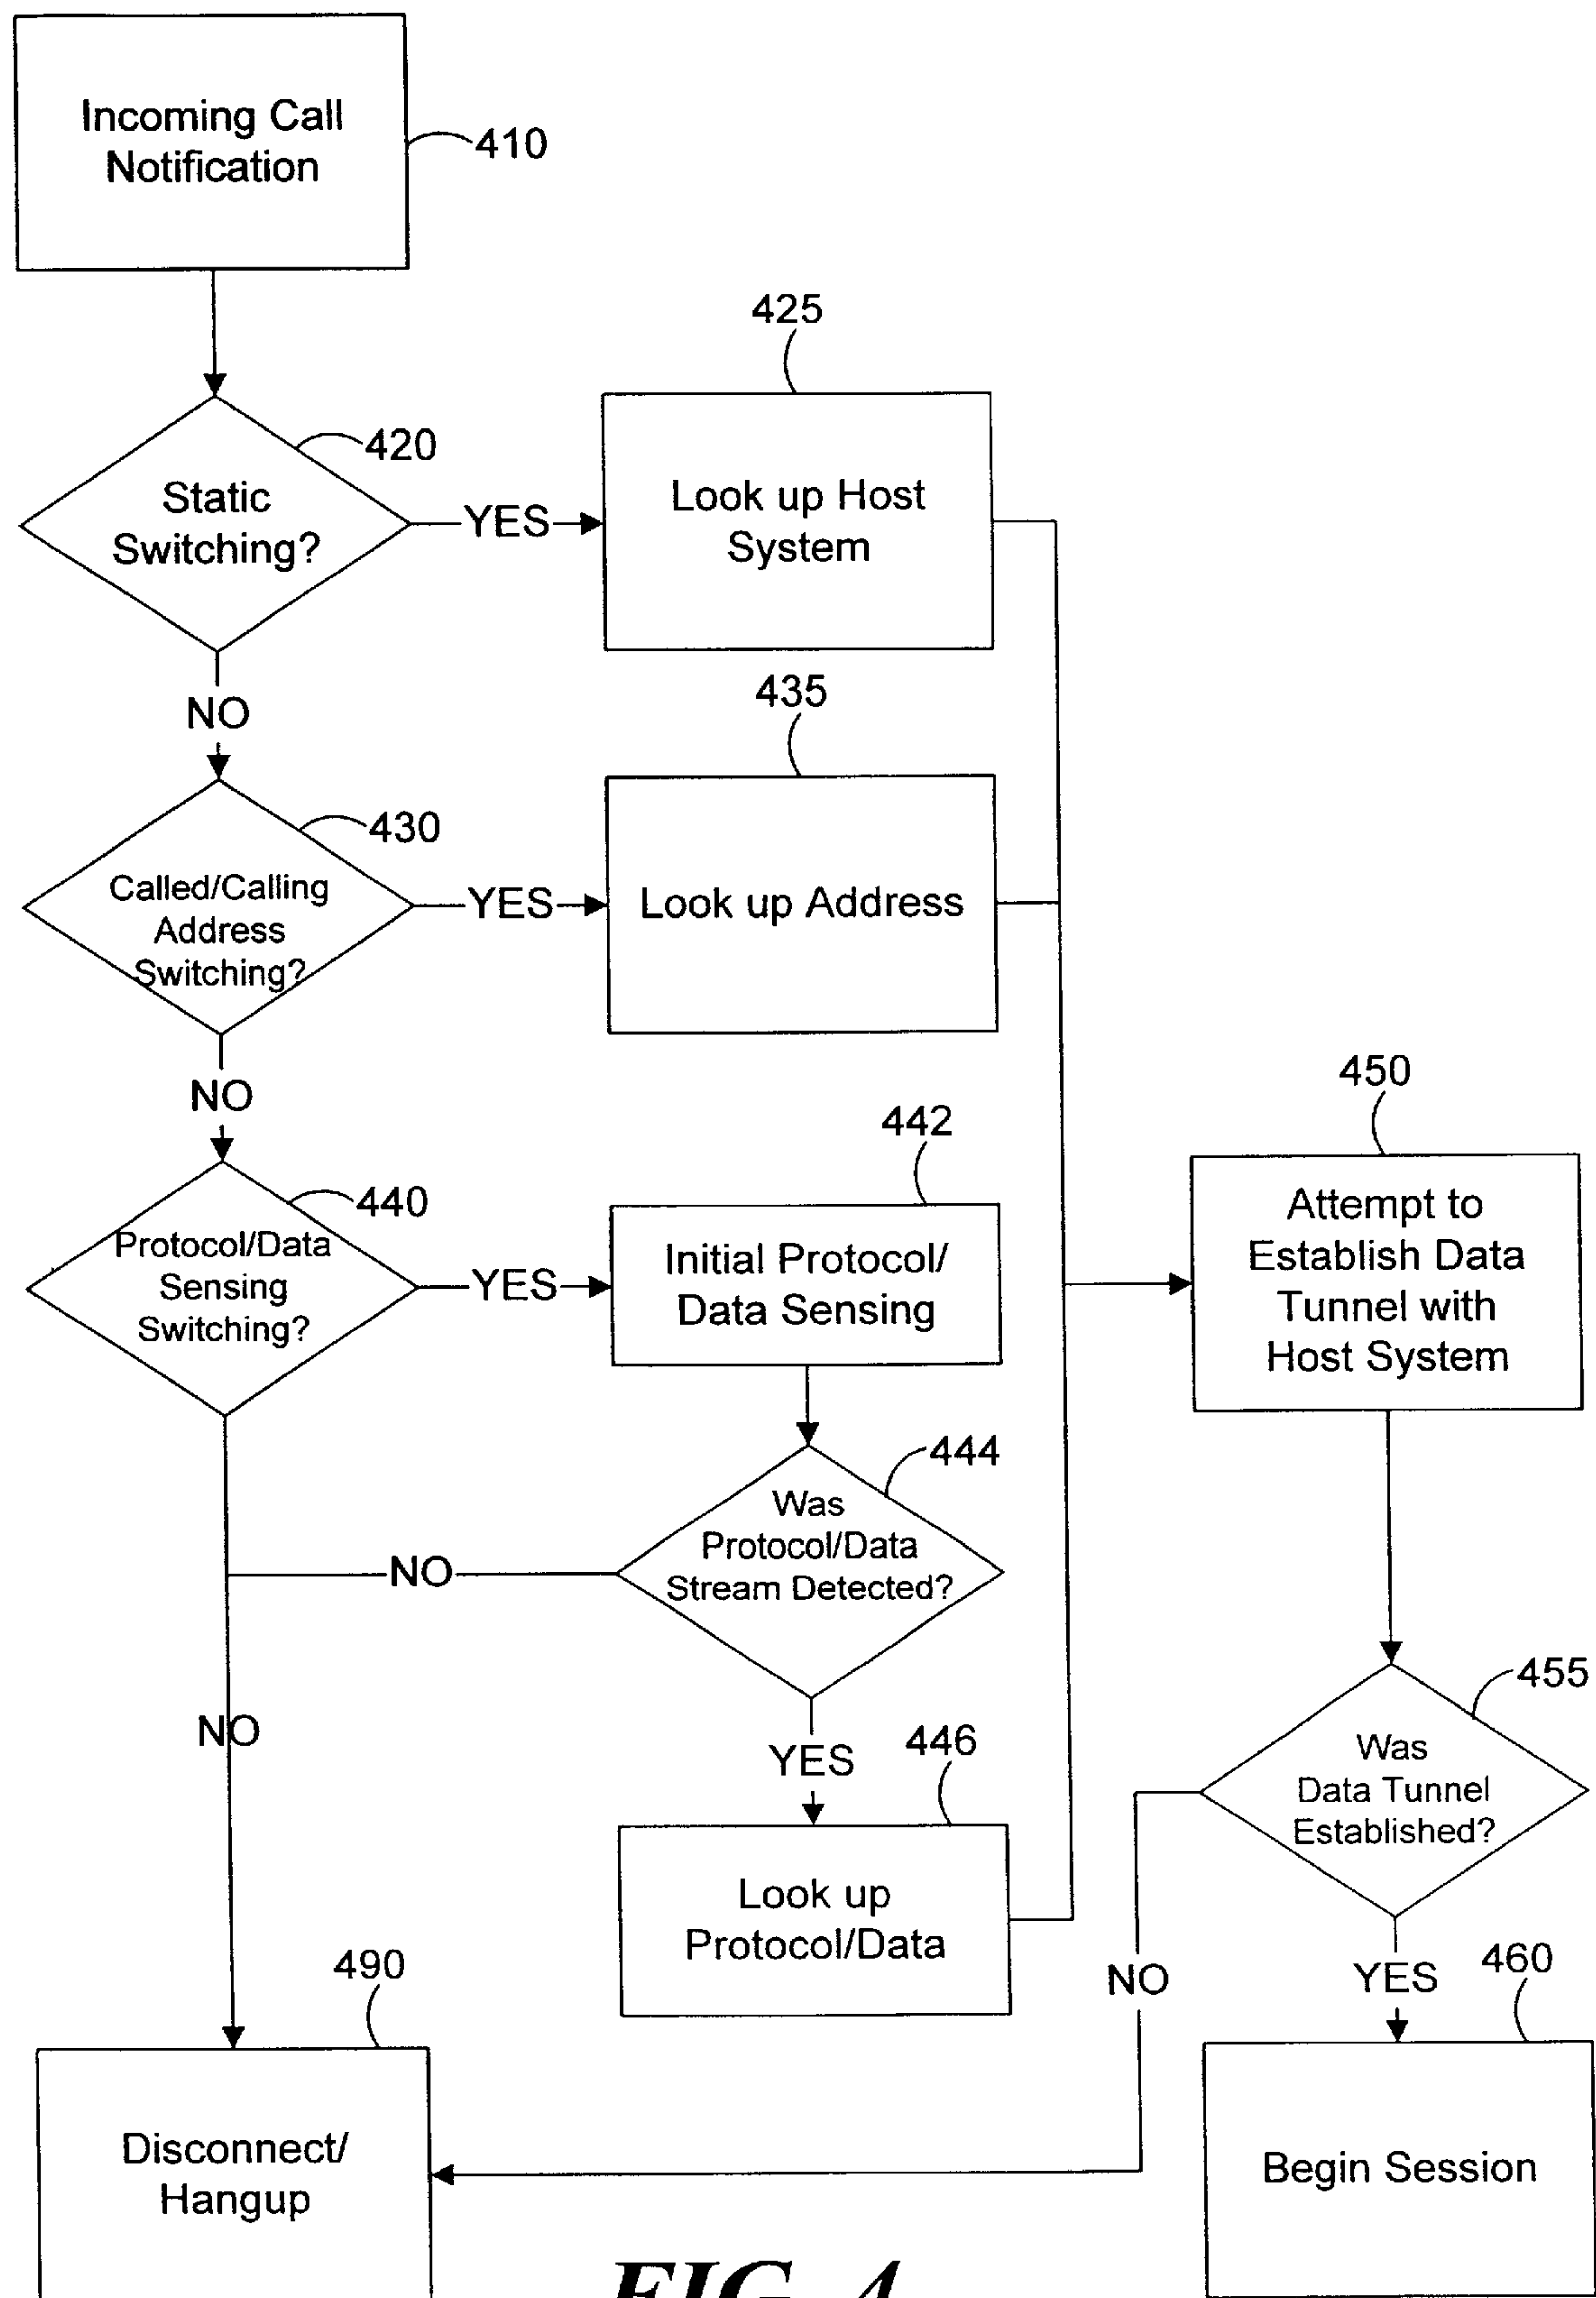 Incoming Call
Notification
410
425
420
Static
Switching?
YES
Look up Host
System
NO
435
430
Called/Calling
Address
Switching?
YES
Look up Address
NO
450
442
440
Protocol/Data
Sensing
Switching?
YES
Initial Protocol/
Data Sensing
Attempt to
Establish Data
Tunnel with
Host System
444
Was
Protocol/Data
Stream Detected?
NO
455
NO
YES
446
Was
Data Tunnel
Established?
Look up
Protocol/Data
490
NO
YES
460
Disconnect/
Hangup
Begin Session
FIG. 4